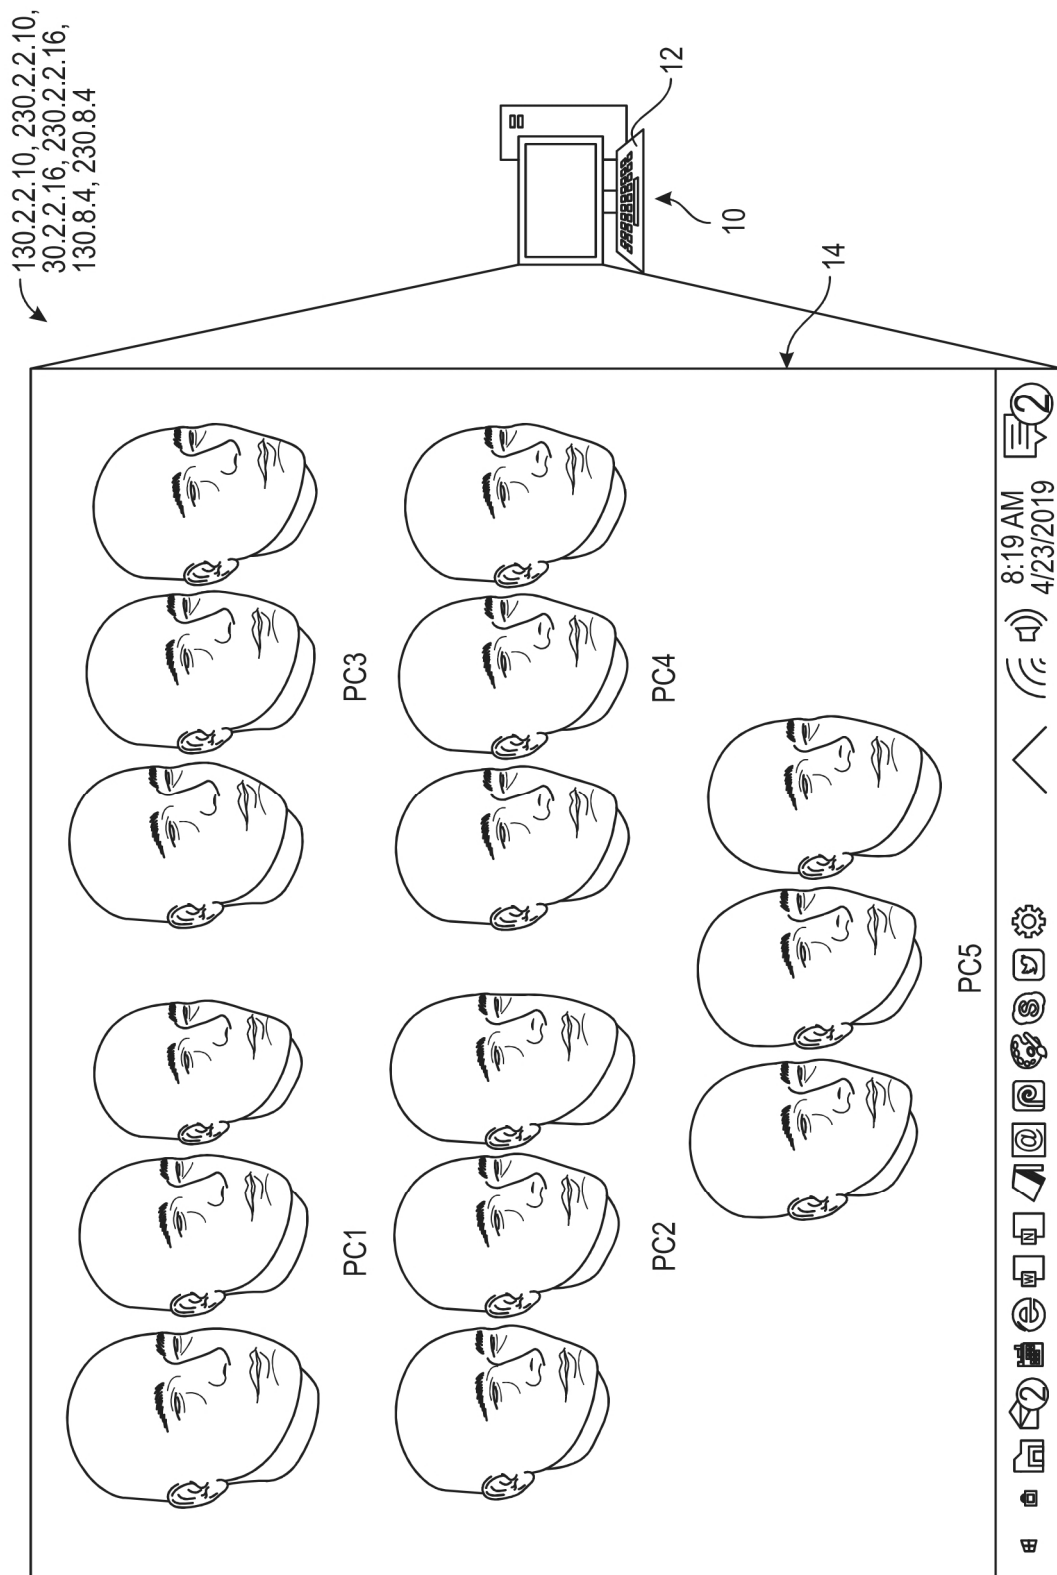 130.2.2.10, 230.2.2.10,
30.2.2.16, 230.2.2.16,
130.8.4, 230.8.4
12
10
14
PC1
PC3
PC2
PC4
PC5
2
e
W
N
@
P
S
8:19 AM
4/23/2019
2